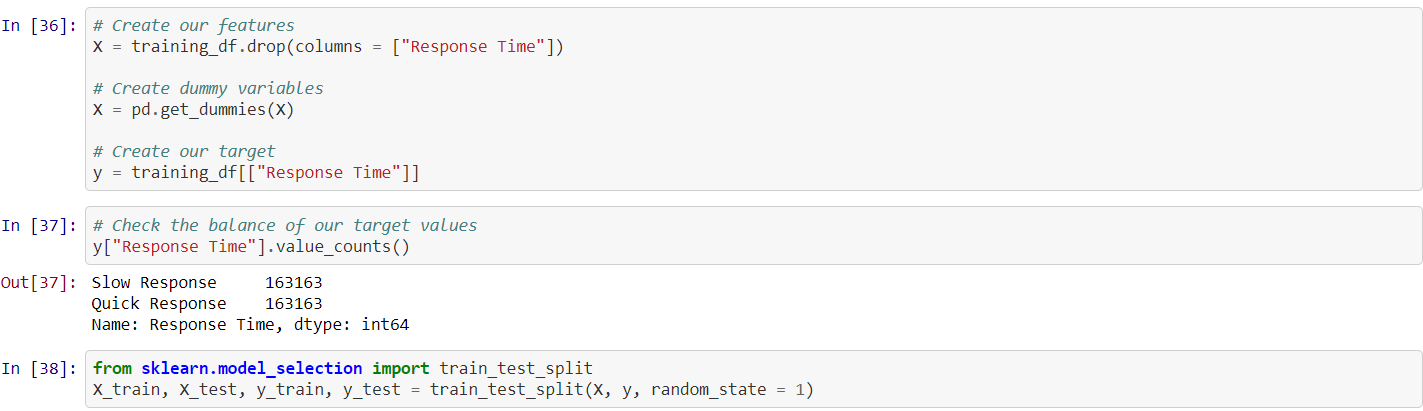 In [36]:
# Create our features
X = training_df.drop(columns = ["Response Time"])
# Create dummy variables
X = pd.get_dummies(X)
# Create our target
y = training_df[["Response Time"]]
In [37]:
# Check the balance of our target values
y["Response Time"].value_counts()
Out[37]:
Slow Response     163163
Quick Response    163163
Name: Response Time, dtype: int64
In [38]:
from sklearn.model_selection import train_test_split
X_train, X_test, y_train, y_test = train_test_split(X, y, random_state = 1)